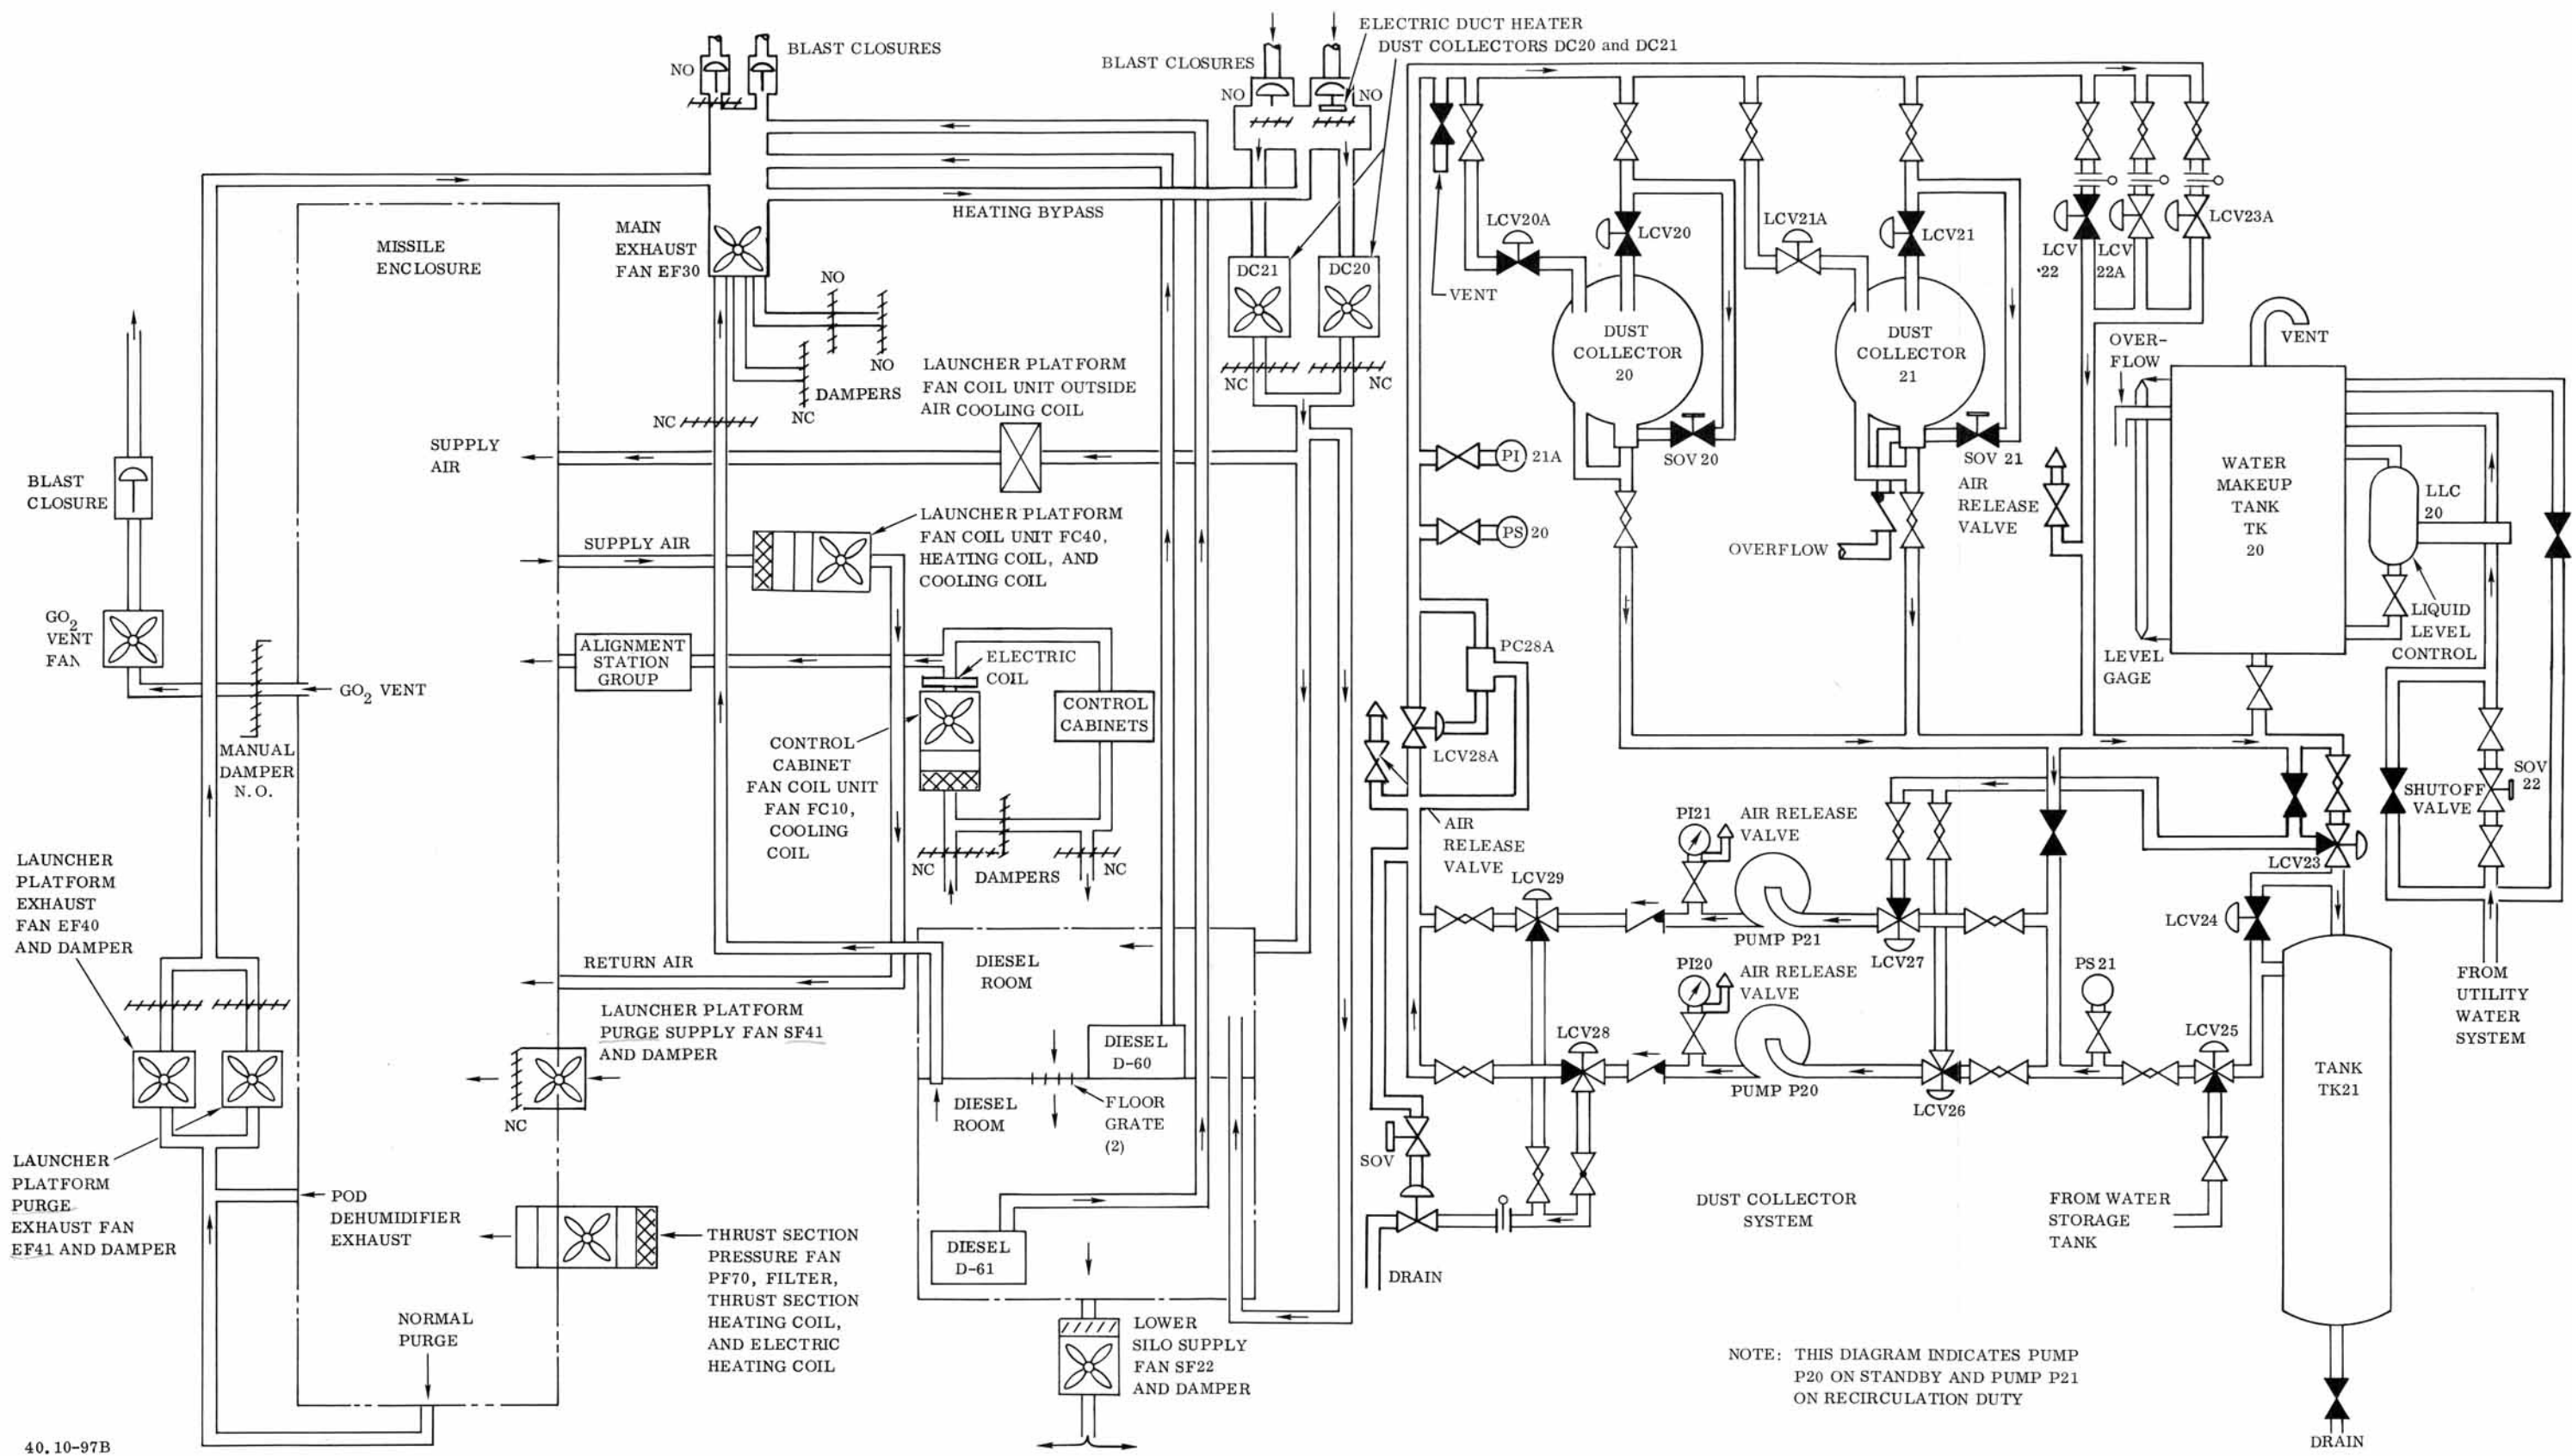 BLAST CLOSURES
NO
ELECTRIC DUCT HEATER
DUST COLLECTORS DC20 and DC21
BLAST CLOSURES
NO
NO
HEATING BYPASS
MISSILE
ENCLOSURE
MAIN
EXHAUST
FAN EF30
NO
NO
DAMPERS
NC
NC
DC21
DC20
NC
NC
LAUNCHER PLATFORM
FAN COIL UNIT OUTSIDE
AIR COOLING COIL
SUPPLY
AIR
BLAST
CLOSURE
LAUNCHER PLATFORM
FAN COIL UNIT FC40,
HEATING COIL, AND
COOLING COIL
SUPPLY AIR
GO2
VENT
FAN
GO2 VENT
MANUAL
DAMPER
N.O.
ALIGNMENT
STATION
GROUP
ELECTRIC
COIL
CONTROL
CABINETS
CONTROL
CABINET
FAN COIL UNIT
FAN FC10,
COOLING
COIL
NC
DAMPERS
NC
LAUNCHER
PLATFORM
EXHAUST
FAN EF40
AND DAMPER
RETURN AIR
DIESEL
ROOM
LAUNCHER PLATFORM
PURGE SUPPLY FAN SF41
AND DAMPER
NC
DIESEL
D-60
DIESEL
ROOM
FLOOR
GRATE
(2)
LAUNCHER
PLATFORM
PURGE
EXHAUST FAN
EF41 AND DAMPER
POD
DEHUMIDIFIER
EXHAUST
THRUST SECTION
PRESSURE FAN
PF70, FILTER,
THRUST SECTION
HEATING COIL,
AND ELECTRIC
HEATING COIL
DIESEL
D-61
NORMAL
PURGE
LOWER
SILO SUPPLY
FAN SF22
AND DAMPER
40.10-97B
VENT
LCV20A
LCV20
LCV21A
LCV21
LCV
22
LCV
22A
LCV23A
DUST
COLLECTOR
20
DUST
COLLECTOR
21
SOV 20
SOV 21
PI 21A
PS 20
OVERFLOW
AIR
RELEASE
VALVE
OVER-
FLOW
VENT
WATER
MAKEUP
TANK
TK
20
LLC
20
LIQUID
LEVEL
CONTROL
LEVEL
GAGE
PC28A
LCV28A
AIR
RELEASE
VALVE
SHUTOFF
VALVE
SOV
22
PI21
AIR RELEASE
VALVE
LCV29
PUMP P21
LCV27
LCV23
LCV24
PI20
AIR RELEASE
VALVE
LCV28
PUMP P20
LCV26
PS21
LCV25
FROM
UTILITY
WATER
SYSTEM
TANK
TK21
SOV
DRAIN
DUST COLLECTOR
SYSTEM
FROM WATER
STORAGE
TANK
NOTE: THIS DIAGRAM INDICATES PUMP
P20 ON STANDBY AND PUMP P21
ON RECIRCULATION DUTY
DRAIN